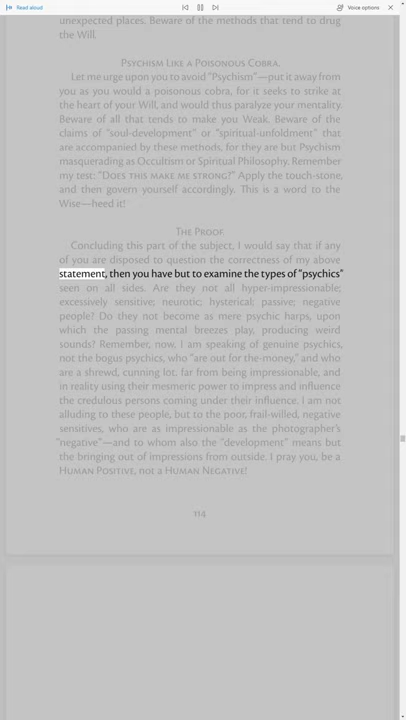 Read aloud
Voice options
unexpected places. Beware of the methods that tend to drug
the Will.
Psychism Like a Poisonous Cobra.
Let me urge upon you to avoid "Psychism"—put it away from
you as you would a poisonous cobra, for it seeks to strike at
the heart of your Will, and would thus paralyze your mentality.
Beware of all that tends to make you Weak. Beware of the
claims of "soul-development" or "spiritual-unfoldment" that
are accompanied by these methods, for they are but Psychism
masquerading as Occultism or Spiritual Philosophy. Remember
my test: "Does this make me strong?" Apply the touch-stone,
and then govern yourself accordingly. This is a word to the
Wise—heed it!
The Proof.
Concluding this part of the subject, I would say that if any
of you are disposed to question the correctness of my above
statement, then you have but to examine the types of "psychics"
seen on all sides. Are they not all hyper-impressionable;
excessively sensitive; neurotic; hysterical; passive; negative
people? Do they not become as mere psychic harps, upon
which the passing mental breezes play, producing weird
sounds? Remember, now, I am speaking of genuine psychics,
not the bogus psychics, who "are out for the-money," and who
are a shrewd, cunning lot. far from being impressionable, and
in reality using their mesmeric power to impress and influence
the credulous persons coming under their influence. I am not
alluding to these people, but to the poor, frail-willed, negative
sensitives, who are as impressionable as the photographer's
"negative"—and to whom also the "development" means but
the bringing out of impressions from outside. I pray you, be a
Human Positive, not a Human Negative!
114